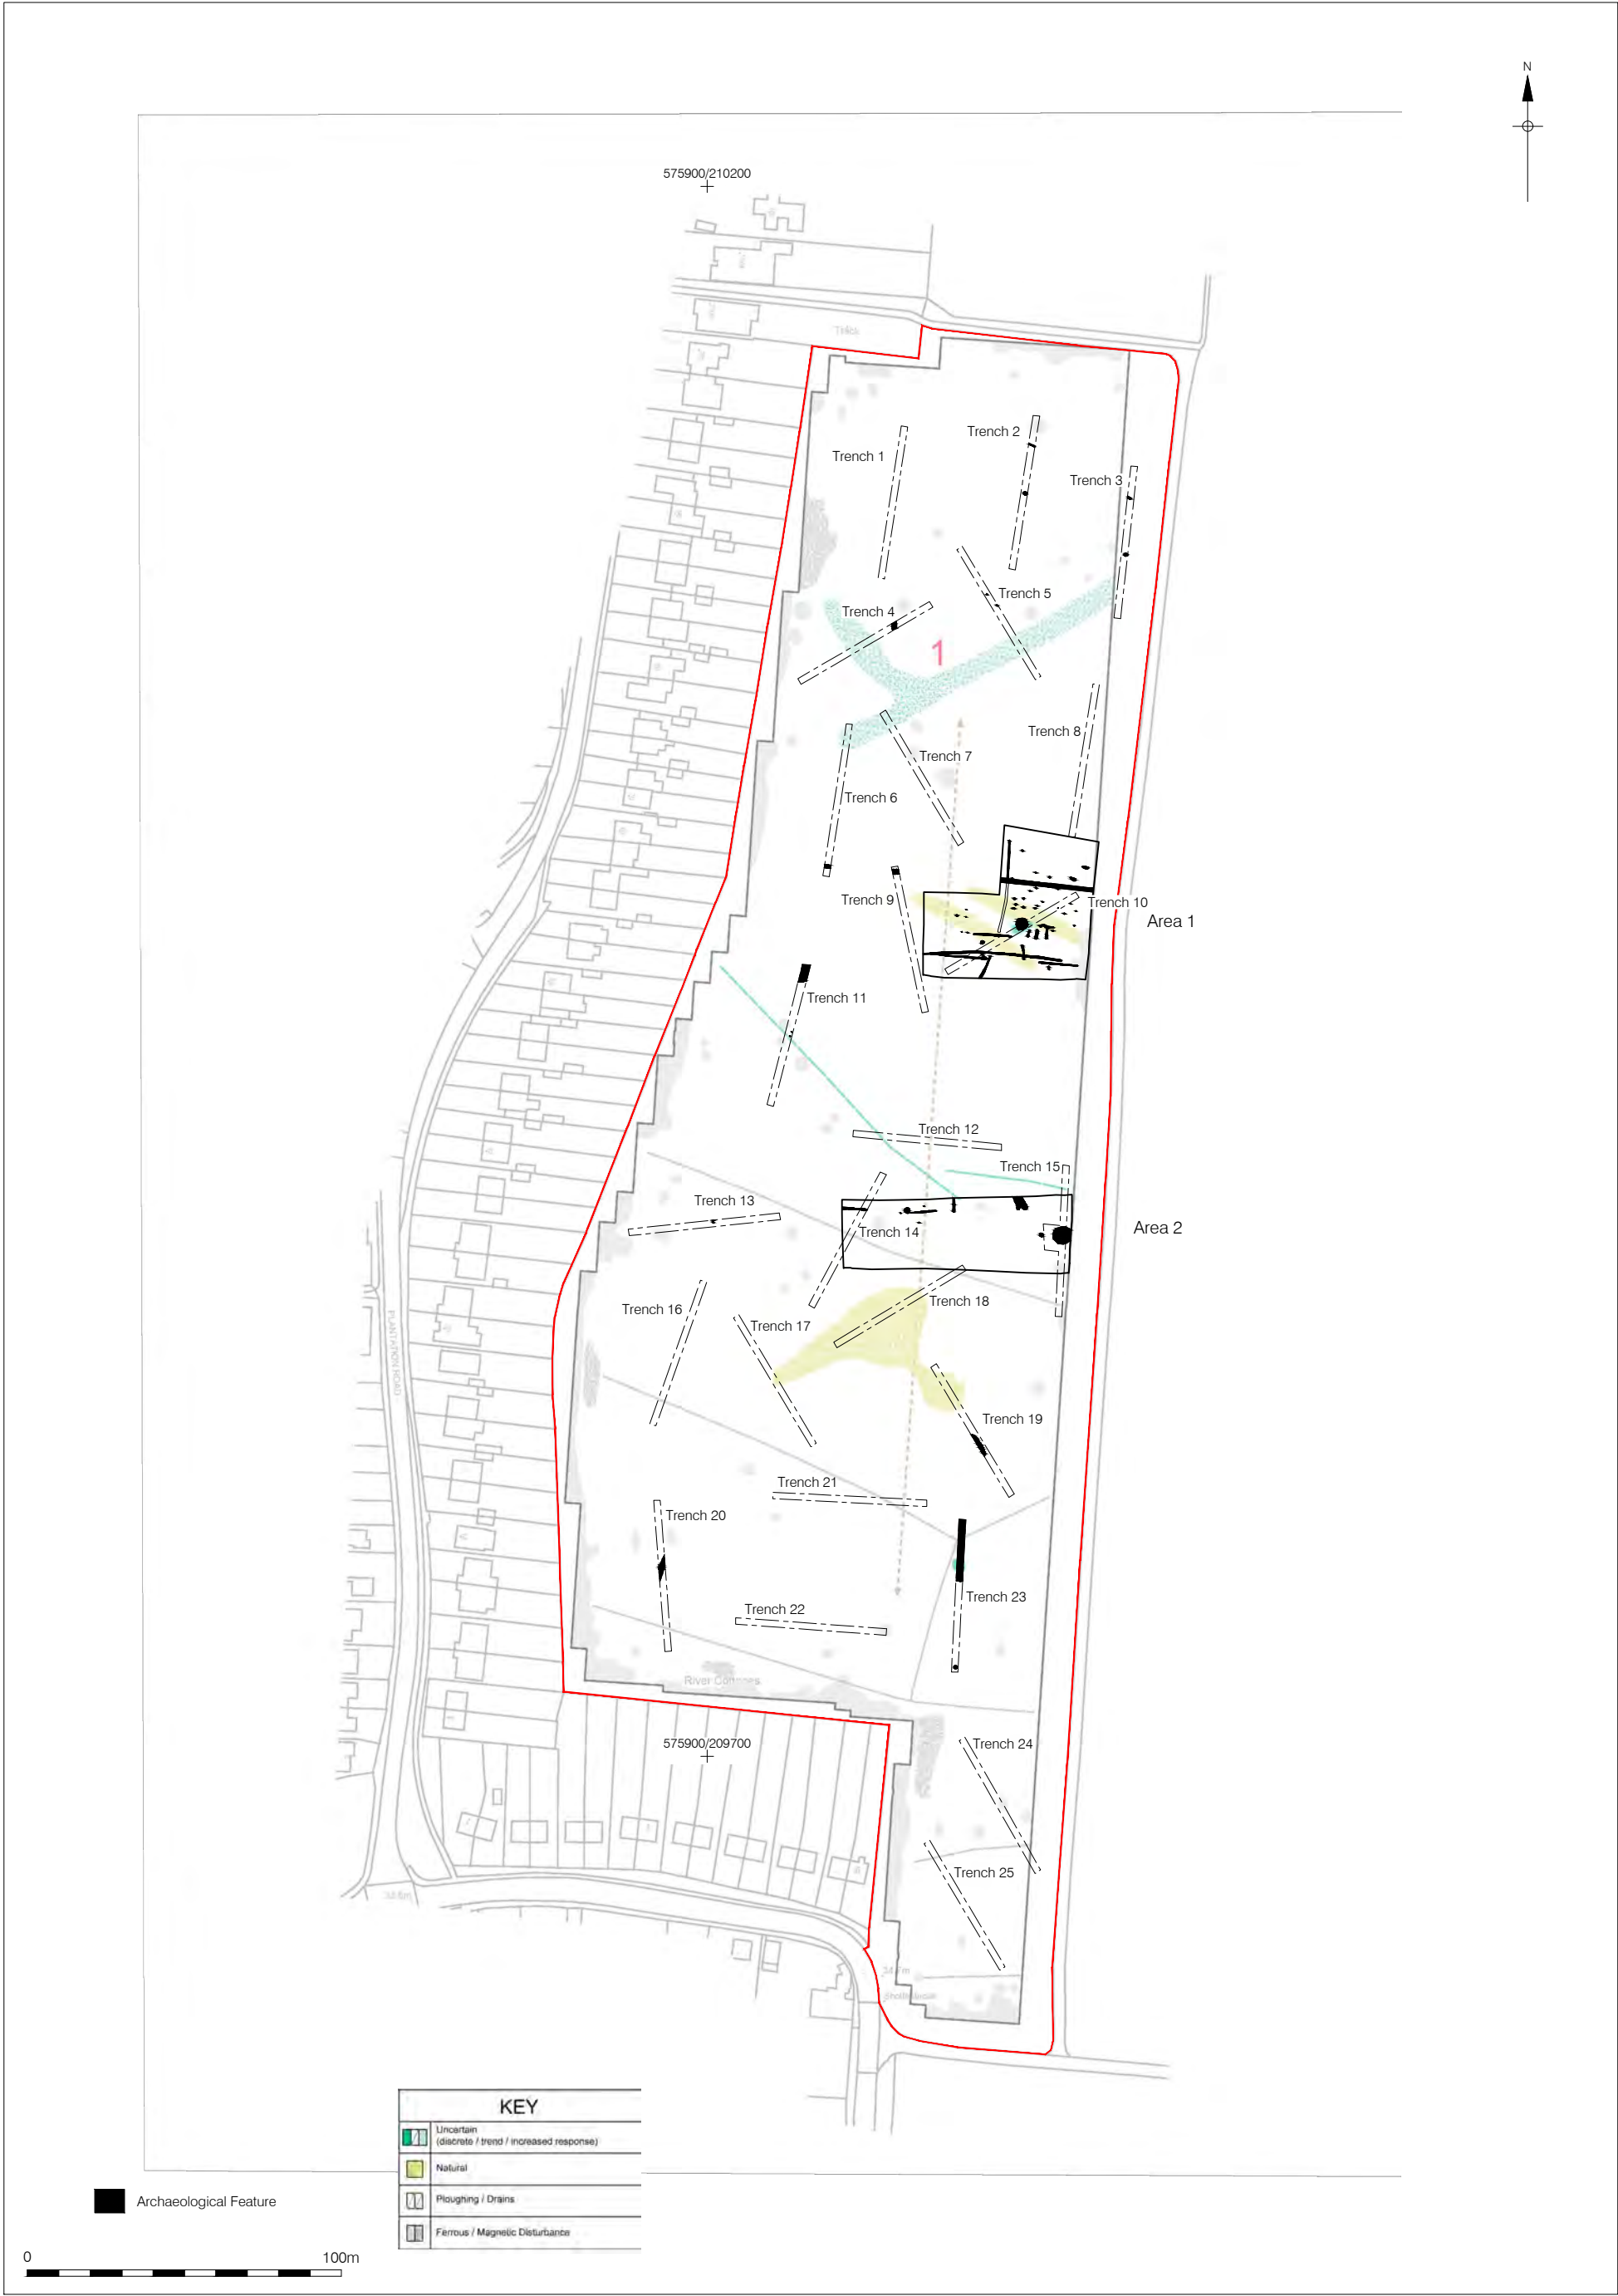 N
575900/210200
Track
Trench 1
Trench 2
Trench 3
Trench 4
Trench 5
1
Trench 6
Trench 7
Trench 8
Trench 9
Trench 10
Area 1
Trench 11
Trench 12
Trench 13
Trench 14
Trench 15
Area 2
Trench 16
Trench 17
Trench 18
Trench 19
PLANTATION ROAD
Trench 20
Trench 21
Trench 22
Trench 23
River Cottages
575900/209700
Trench 24
Trench 25
KEY
Uncertain
(discrete / trend / increased response)
Natural
Ploughing / Drains
Ferrous / Magnetic Disturbance
Archaeological Feature
0
100m